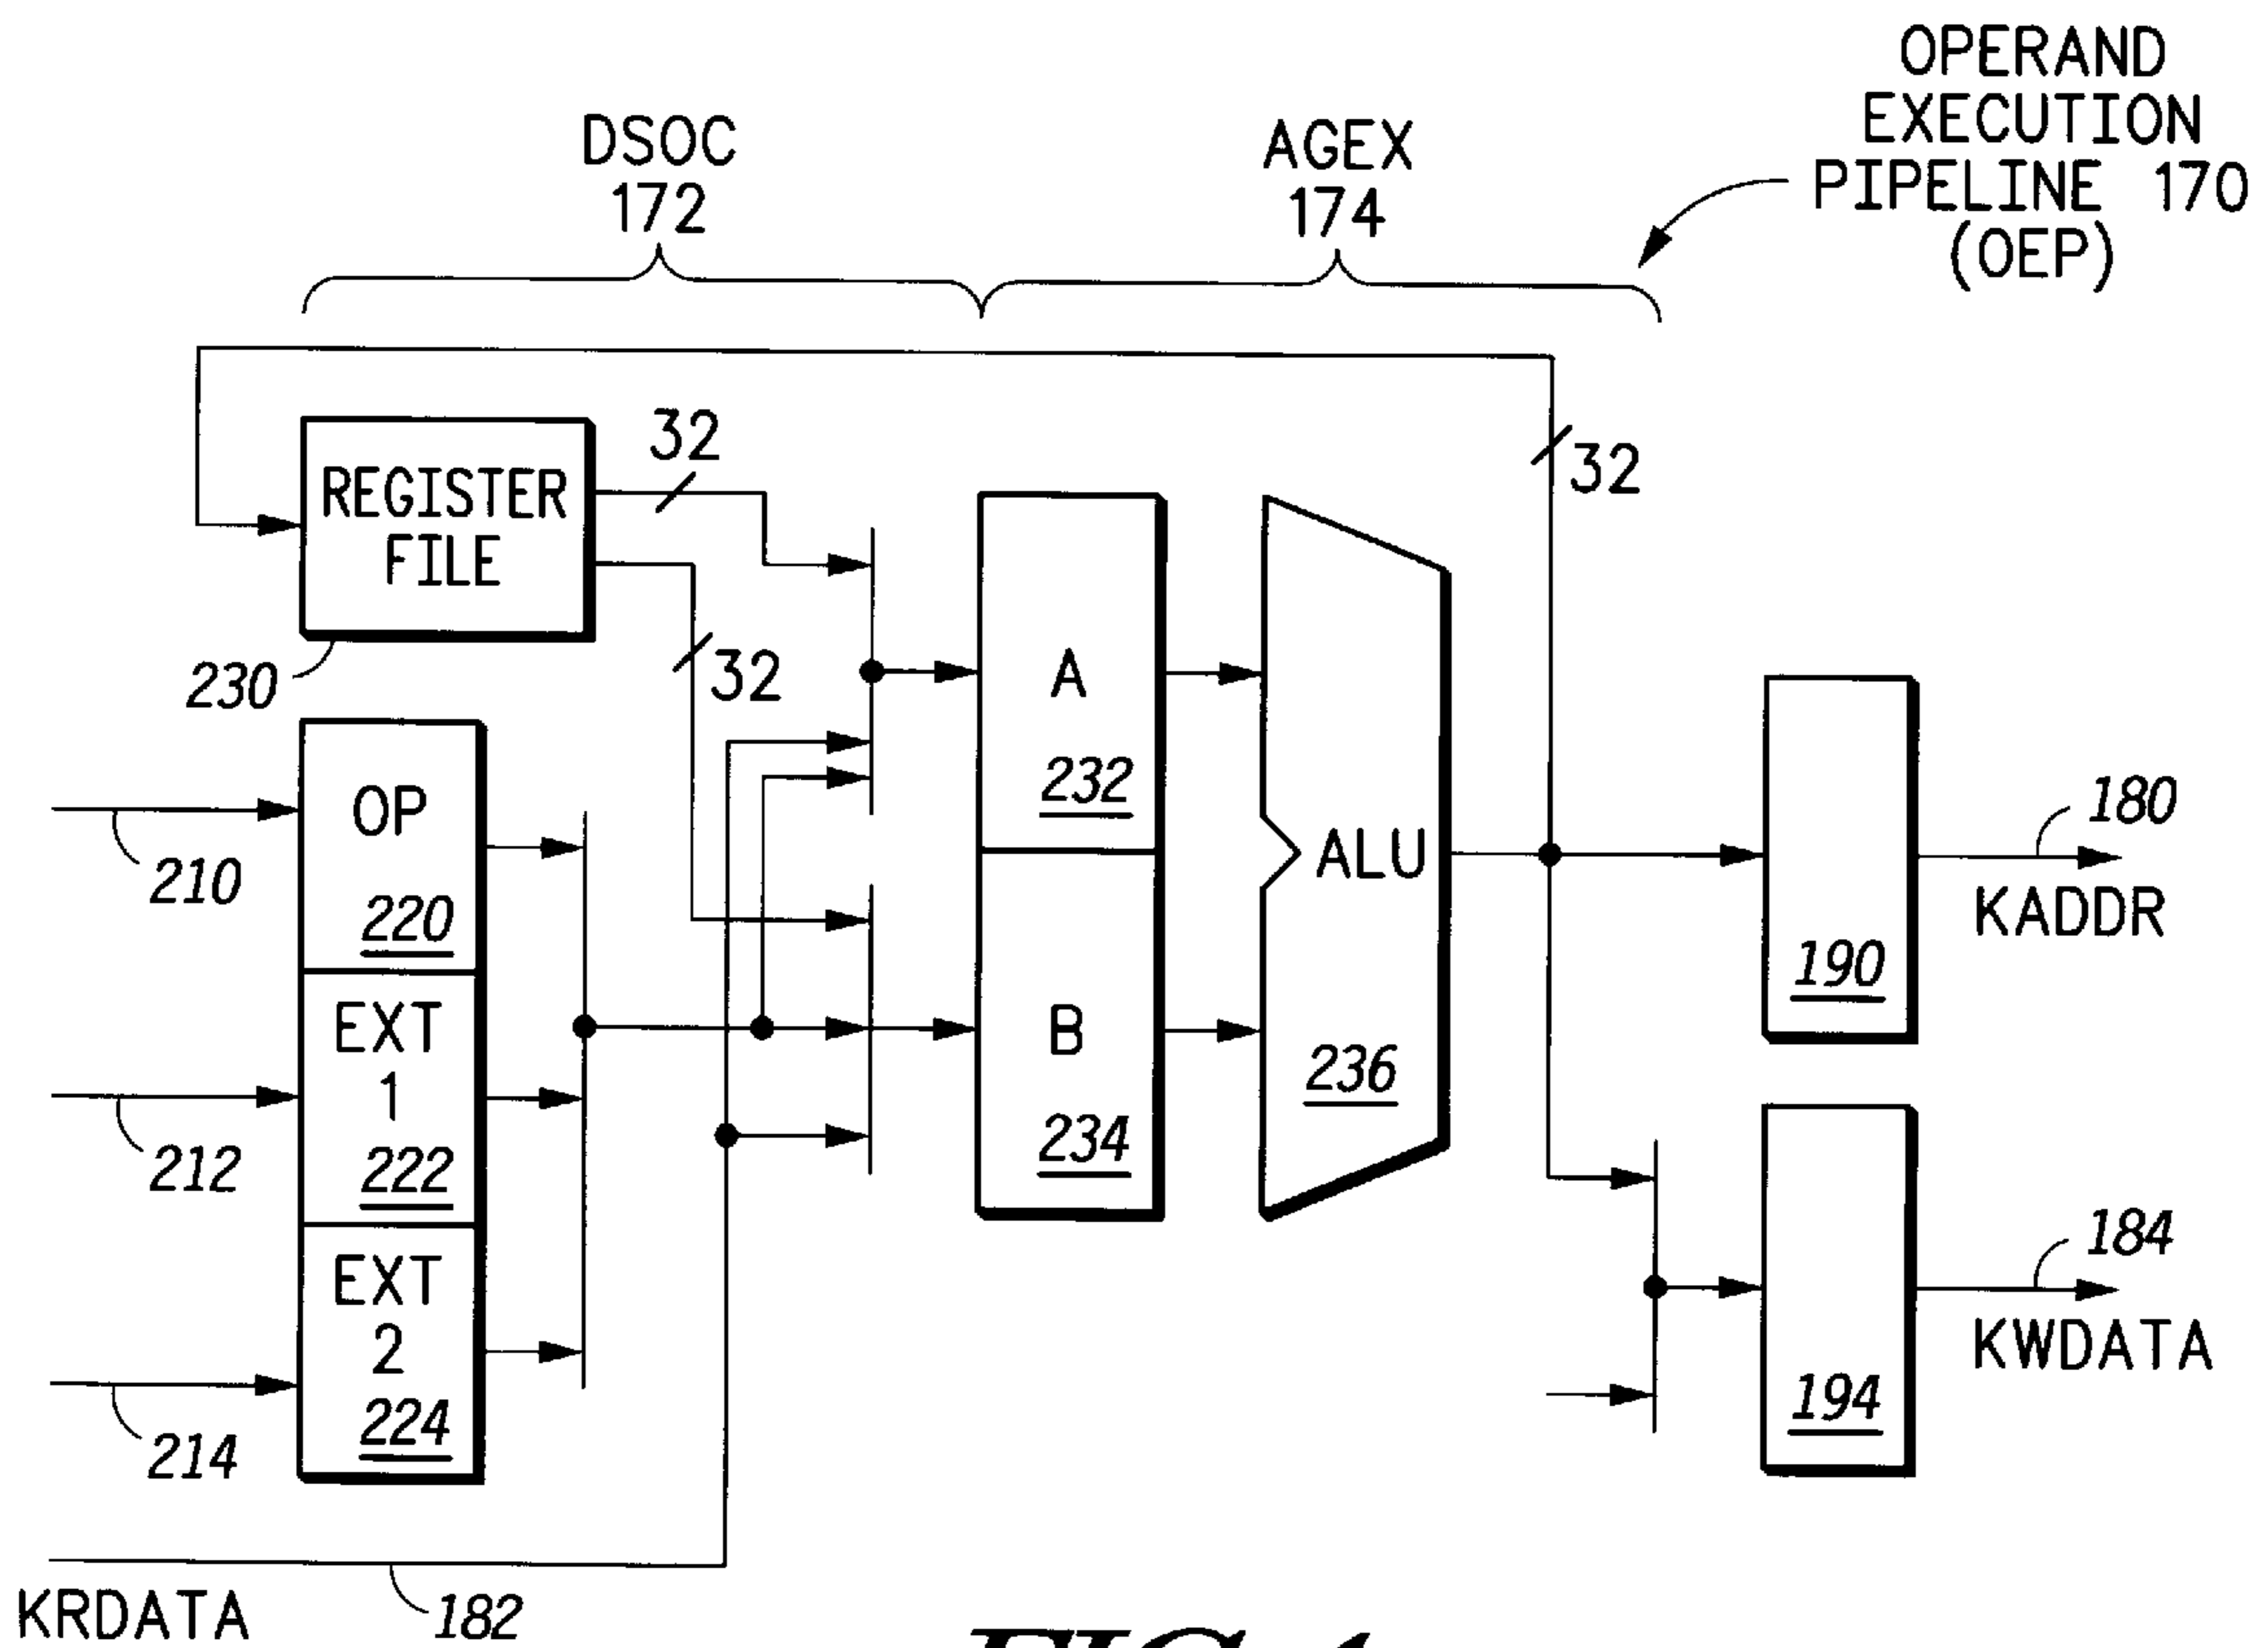 OPERAND
EXECUTION
PIPELINE 170
(OEP)
DSOC
172
AGEX
174
32
REGISTER
FILE
32
230
32
A
232
OP
220
210
ALU
236
190
180
KADDR
EXT
1
222
212
B
234
EXT
2
224
214
194
184
KWDATA
KRDATA
182